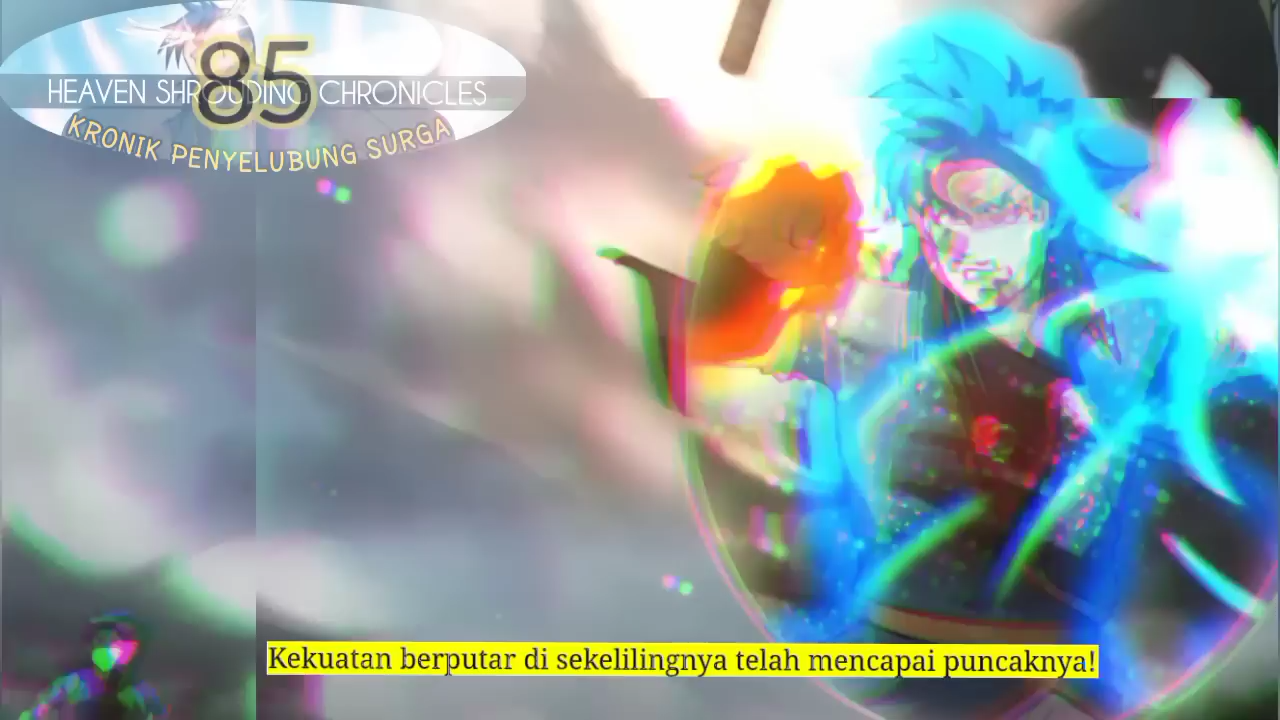 85
HEAVEN SHROUDING CHRONICLES
KRONIK PENYELUBUNG SURGA
Kekuatan berputar di sekelilingnya telah mencapai puncaknya!